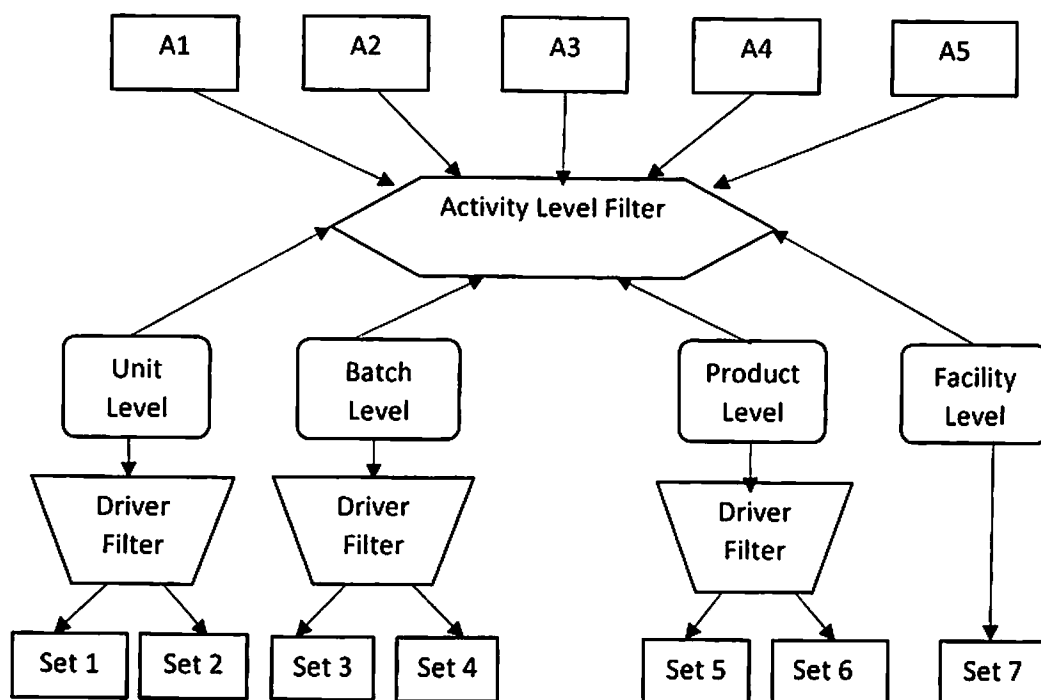 A1
A2
A3
A4
A5
Activity Level Filter
Unit
Level
Batch
Level
Product
Level
Facility
Level
Driver
Filter
Driver
Filter
Driver
Filter
Set 1
Set 2
Set 3
Set 4
Set 5
Set 6
Set 7